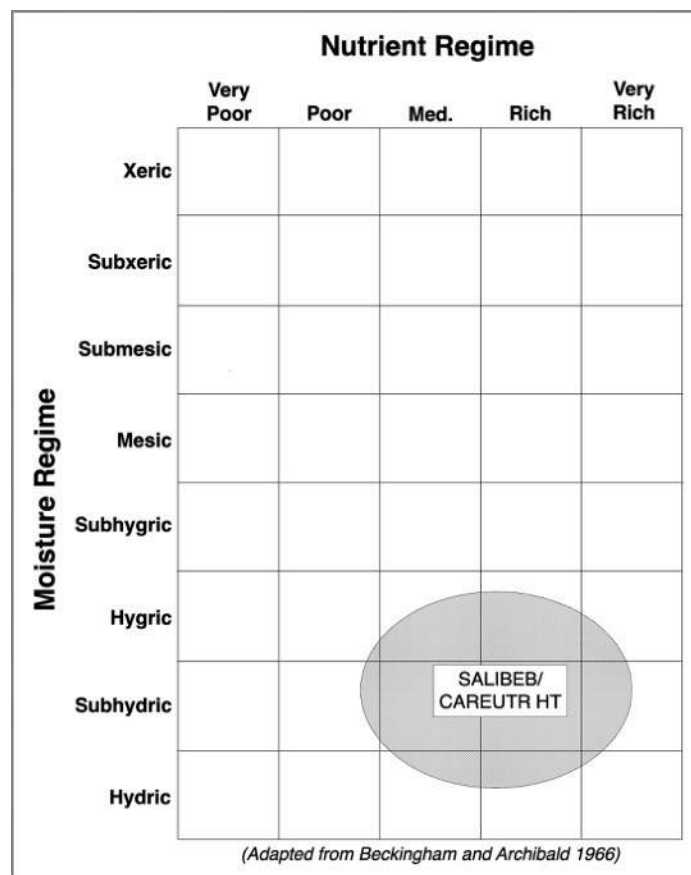 Nutrient Regime
Very
Poor
Poor
Med.
Rich
Very
Rich
Moisture Regime
Xeric
Subxeric
Submesic
Mesic
Subhygric
Hygric
Subhydric
Hydric
SALIBEB/
CAREUTR HT
(Adapted from Beckingham and Archibald 1966)